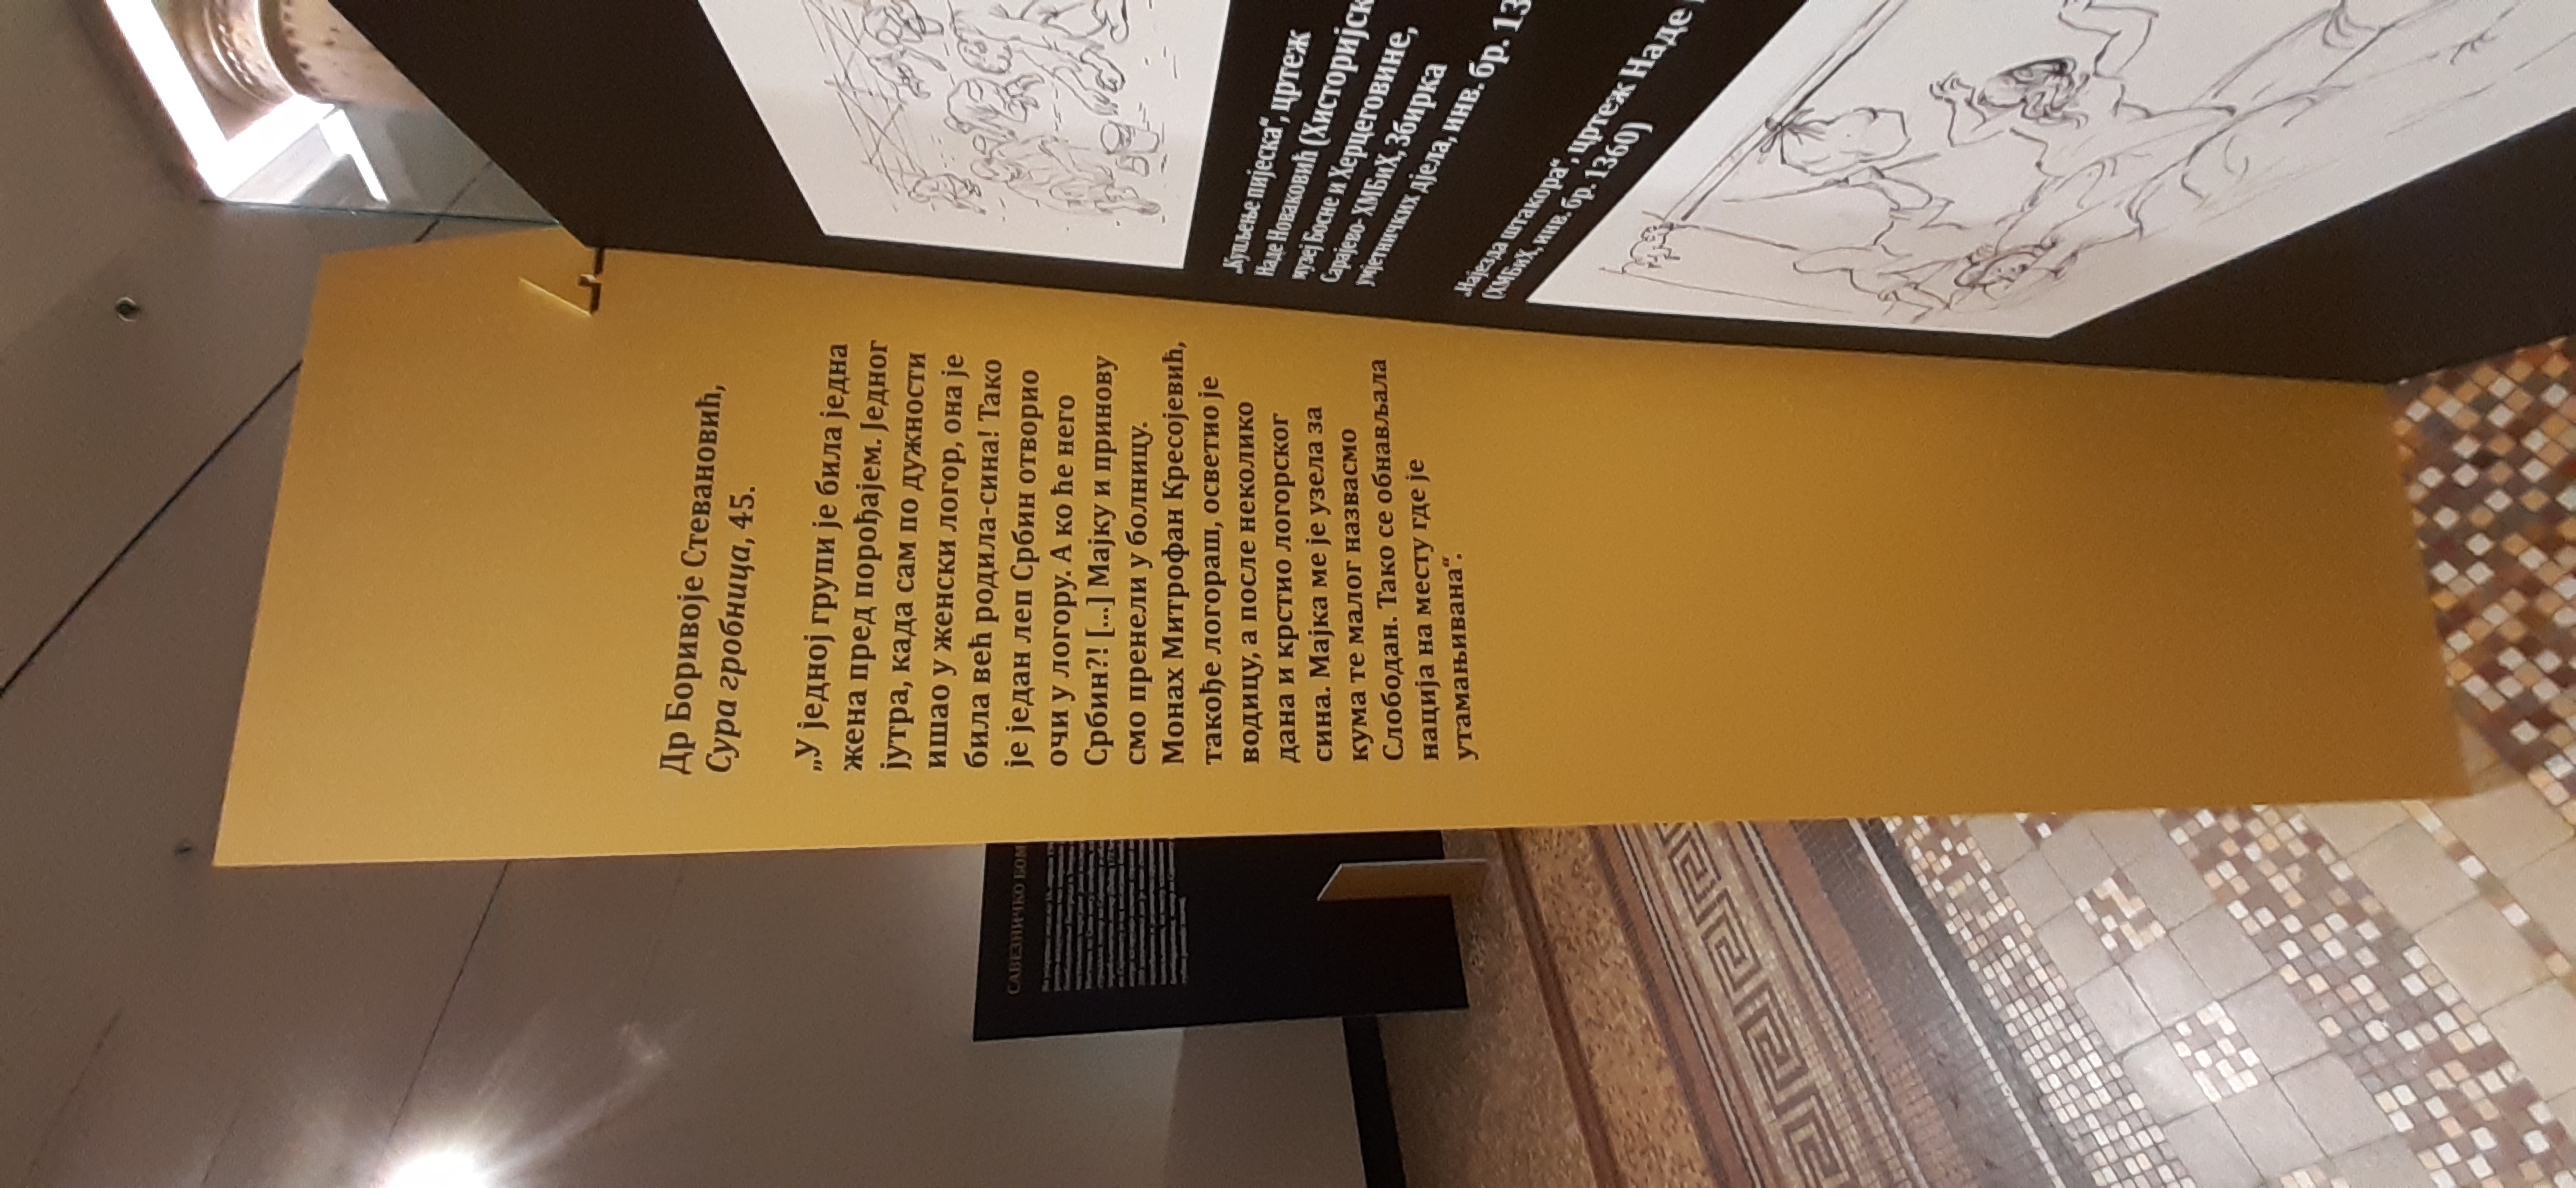 Др Боривоје Стевановић,
Сура гробница, 45.
„У једној групи је била једна
жена пред порођајем. Једног
јутра, када сам по дужности
ишао у женски логор, она је
била већ родила-сина! Тако
је један леп Србин отворио
очи у логору. А ко ће него
Србин?! [...] Мајку и принову
смо пренели у болницу.
Монах Митрофан Кресојевић,
такође логораш, осветио је
водицу, а после неколико
дана и крстио логорског
сина. Мајка ме је узела за
кума те малог назвасмо
Слободан. Тако се обнављала
нација на месту где је
утамањивана“.
„Купљење пијеска“, цртеж
Наде Новаковић (Хисторијск
музеј Босне и Херцеговине,
Сарајево- ХМБиХ, Збирка
умјетничких дјела, инв. бр. 13
„Најезда штакора“, цртеж Наде
(ХМБиХ, инв. бр. 1360)
САВЕЗНИЧКО БОМ